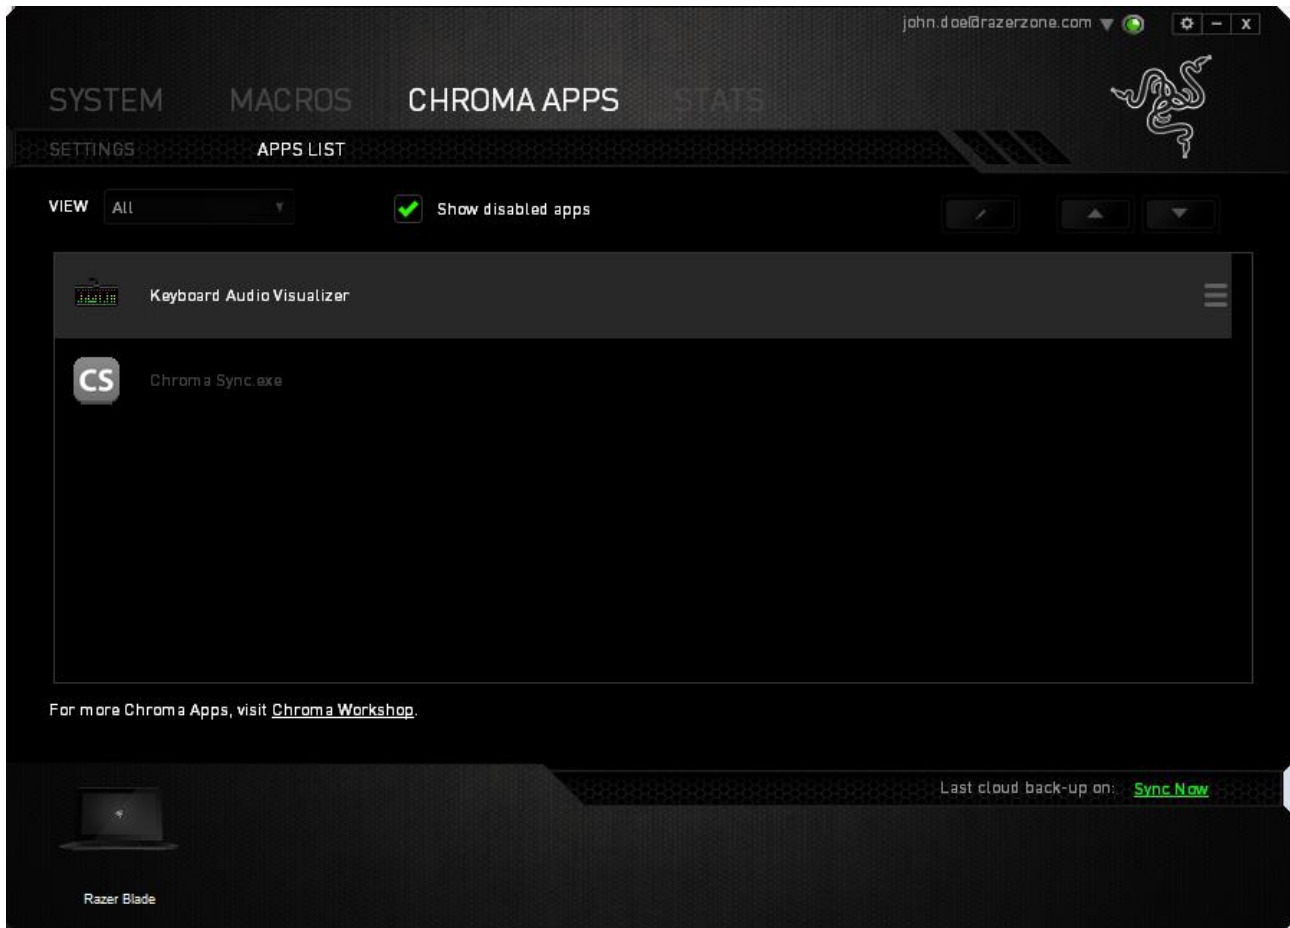 john.doe@razerzone.com
SYSTEM MACROS CHROMA APPS STATS
SETTINGS APPS LIST
VIEW All Show disabled apps
Keyboard Audio Visualizer
CS Chroma Sync.exe
For more Chroma Apps, visit Chroma Workshop.
Last cloud back-up on: Sync Now
Razer Blade